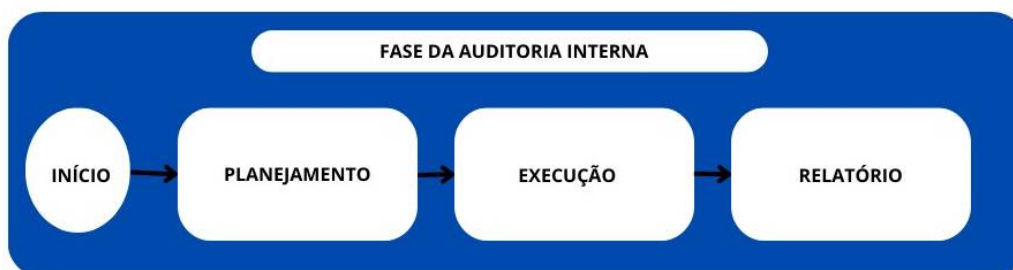 FASE DA AUDITORIA INTERNA
INÍCIO
PLANEJAMENTO
EXECUÇÃO
RELATÓRIO